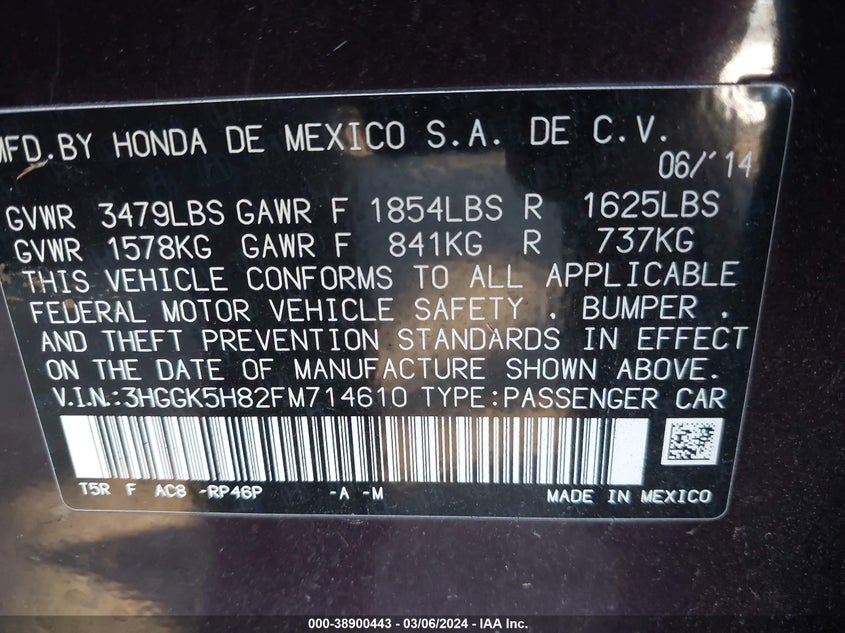 MFD.BY HONDA DE MEXICO S.A. DE C.V.
06/'14
GVWR 3479LBS GAWR F 1854LBS R 1625LBS
GVWR 1578KG GAWR F 841KG R 737KG
THIS VEHICLE CONFORMS TO ALL APPLICABLE
FEDERAL MOTOR VEHICLE SAFETY , BUMPER ,
AND THEFT PREVENTION STANDARDS IN EFFECT
ON THE DATE OF MANUFACTURE SHOWN ABOVE.
V.I.N.:3HGGK5H82FM714610 TYPE:PASSENGER CAR
T5R F AC8 -RP46P -A -M MADE IN MEXICO
000-38900443 - 03/06/2024 - IAA Inc.